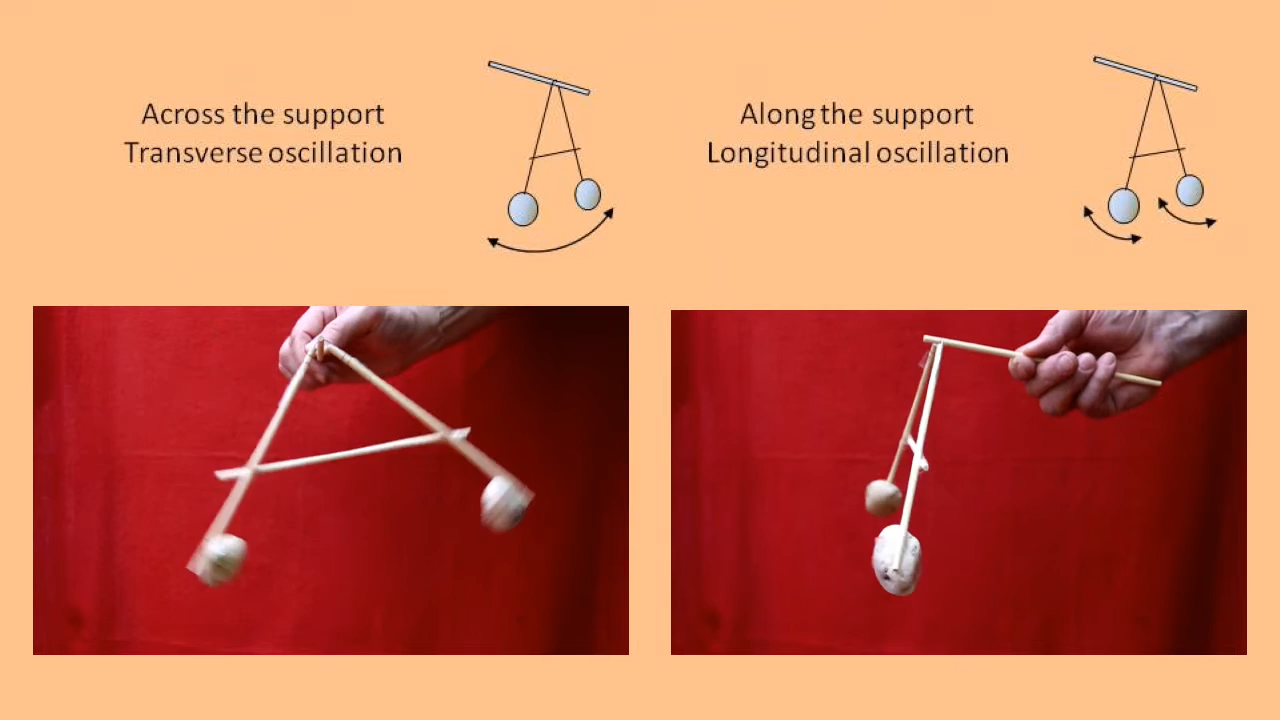 Across the support
Transverse oscillation
Along the support
Longitudinal oscillation